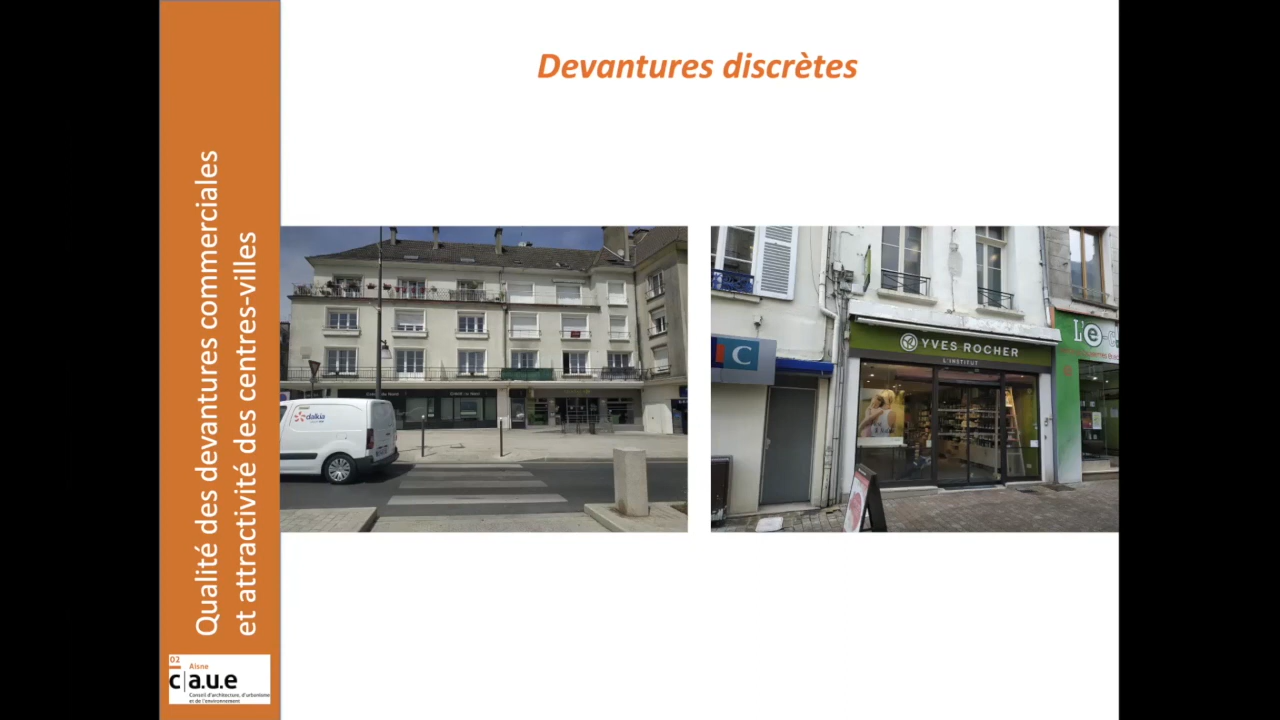 Devantures discrètes
Qualité des devantures commerciales
et attractivité des centres-villes
02
Aisne
c|a.u.e
Conseil d'architecture, d'urbanisme
et de l'environnement
dalkia
C
YVES ROCHER
L'INSTITUT
l'e